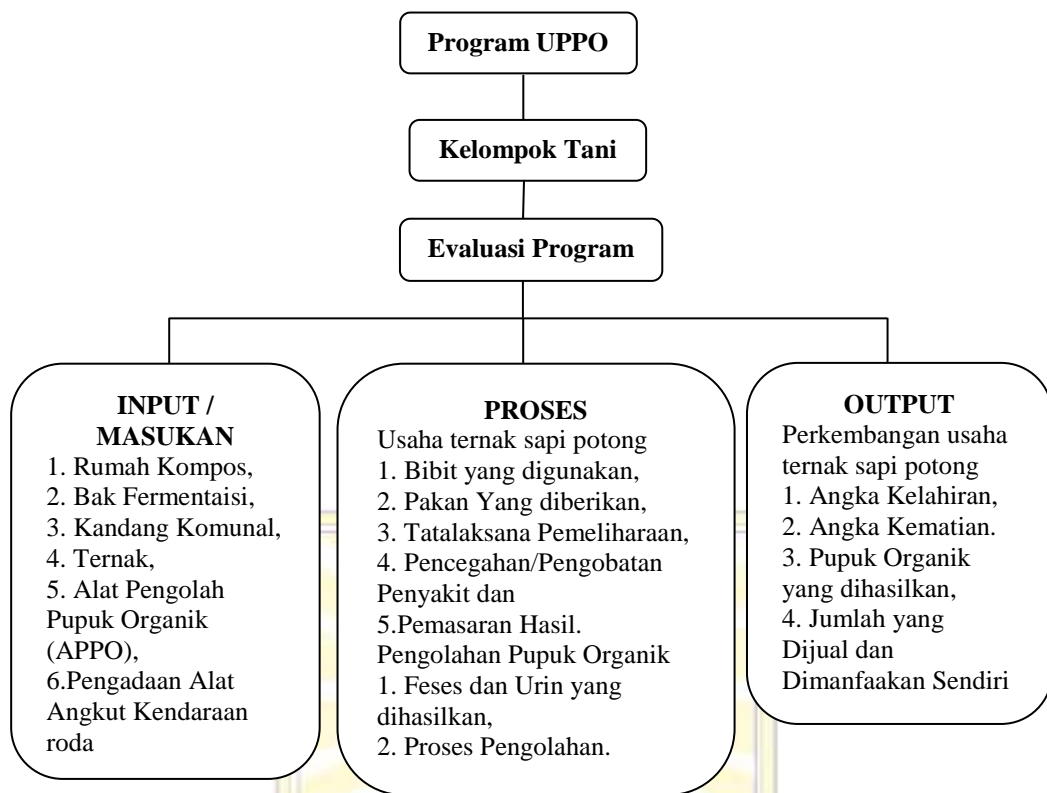 Program UPPO
Kelompok Tani
Evaluasi Program
INPUT /
MASUKAN
1. Rumah Kompos,
2. Bak Fermentaisi,
3. Kandang Komunal,
4. Ternak,
5. Alat Pengolah
Pupuk Organik
(APPO),
6.Pengadaan Alat
Angkut Kendaraan
roda
PROSES
Usaha ternak sapi potong
1. Bibit yang digunakan,
2. Pakan Yang diberikan,
3. Tatalaksana Pemeliharaan,
4. Pencegahan/Pengobatan
Penyakit dan
5.Pemasaran Hasil.
Pengolahan Pupuk Organik
1. Feses dan Urin yang
dihasilkan,
2. Proses Pengolahan.
OUTPUT
Perkembangan usaha
ternak sapi potong
1. Angka Kelahiran,
2. Angka Kematian.
3. Pupuk Organik
yang dihasilkan,
4. Jumlah yang
Dijual dan
Dimanfaakan Sendiri